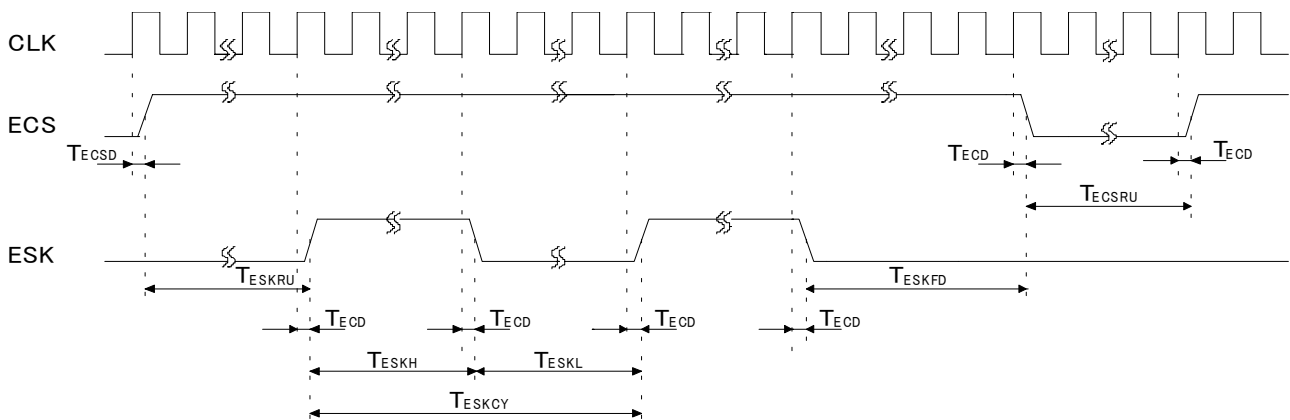 CLK
ECS
TECSD
TECD
TECD
TECSRU
ESK
TESKRU
TESKFD
TECD
TECD
TECD
TECD
TESKH
TESKL
TESKCY